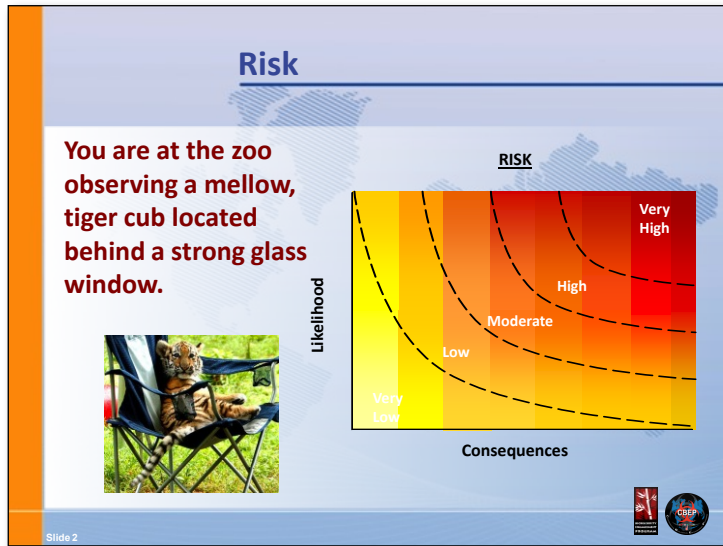 Risk
You are at the zoo
observing a mellow,
tiger cub located
behind a strong glass
window.
RISK
Very
High
High
Moderate
Low
Very
Low
Likelihood
Consequences
CBEP
Slide 2